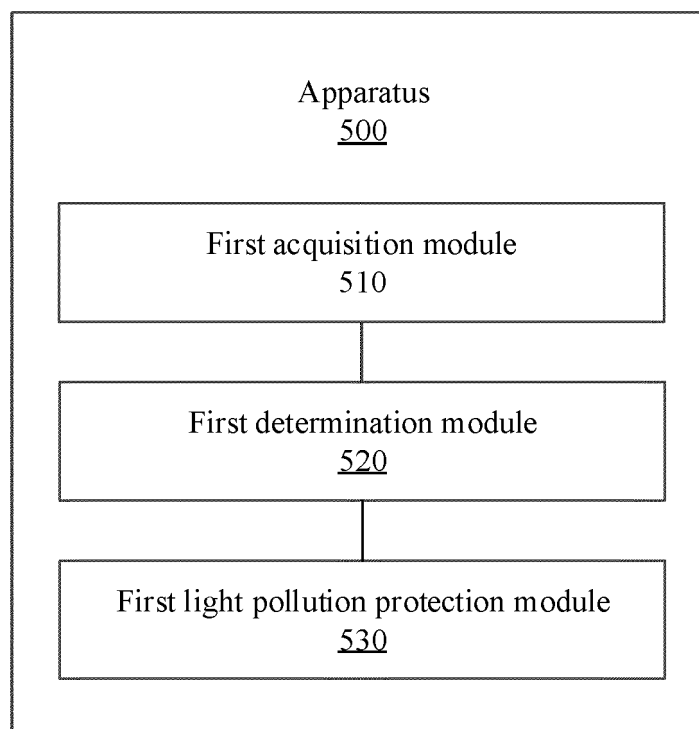 Apparatus
500
First acquisition module
510
First determination module
520
First light pollution protection module
530